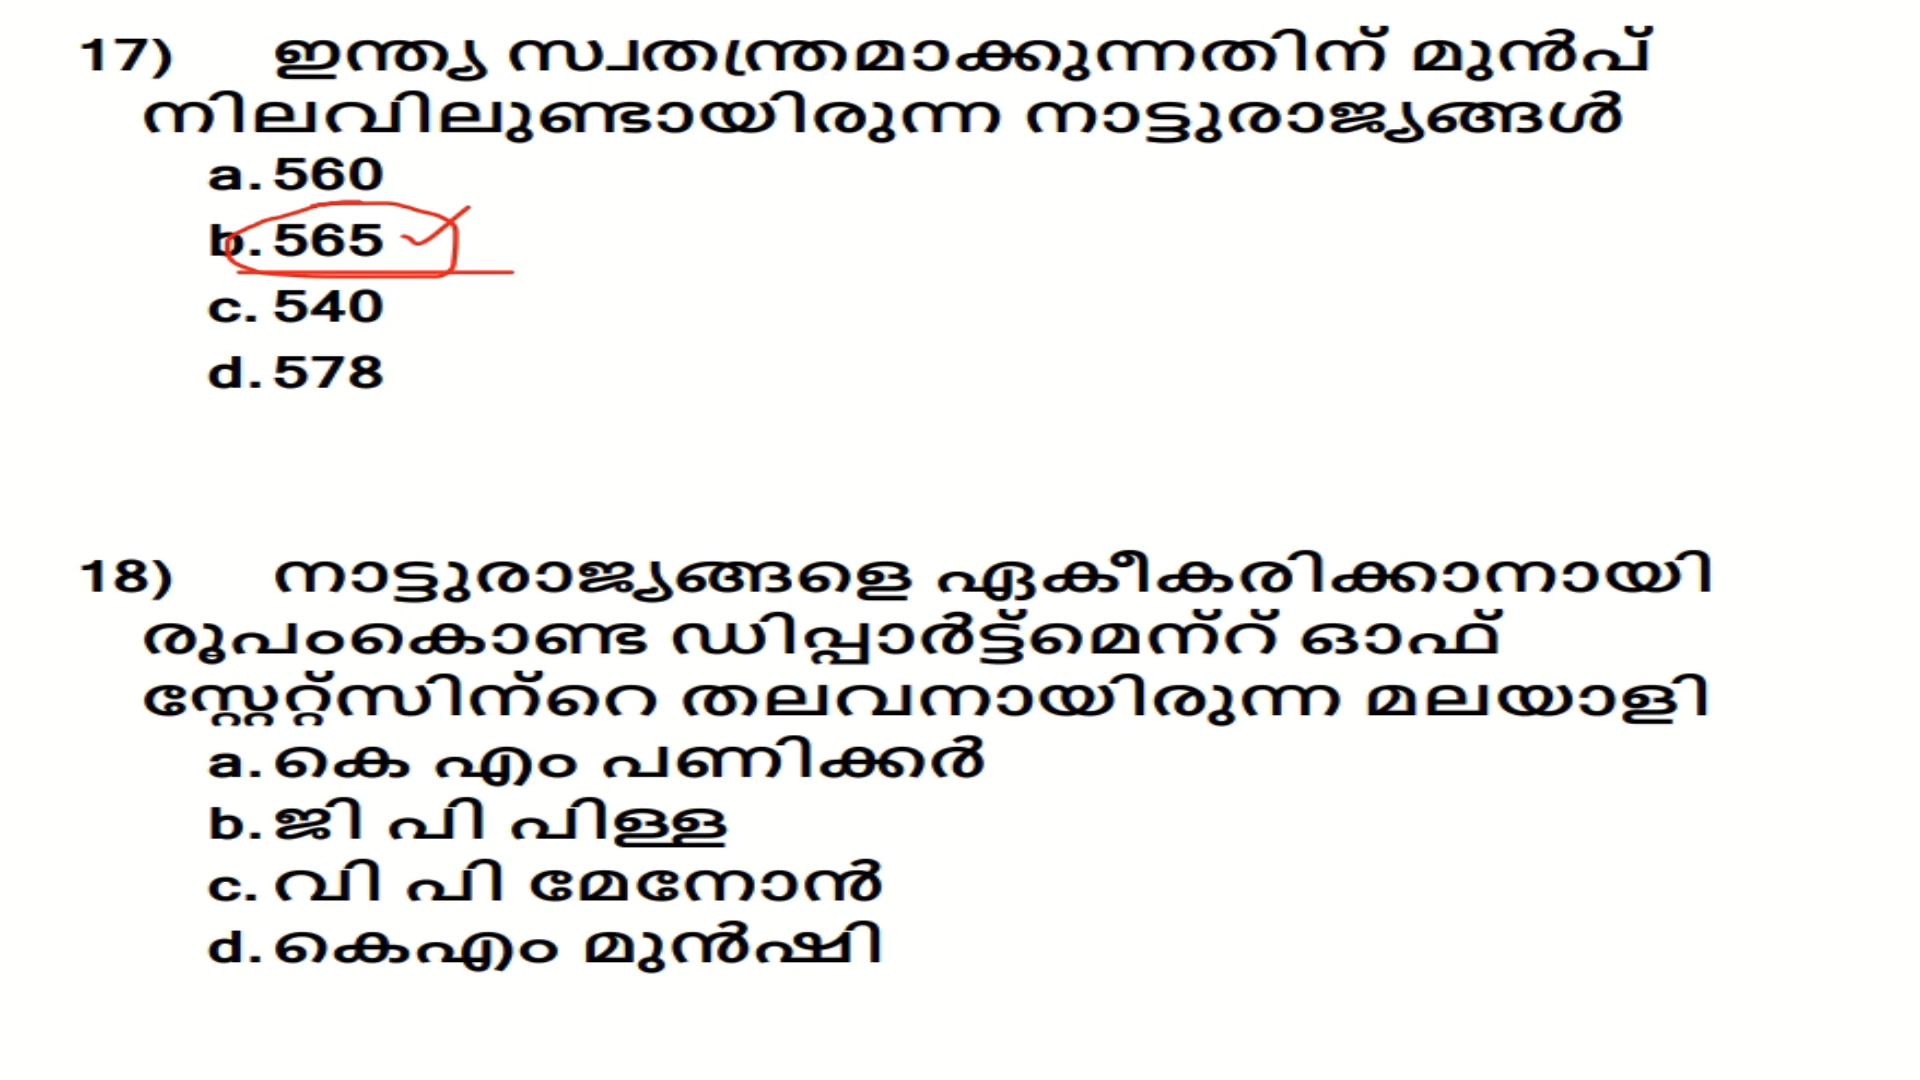 17) ഇന്ത്യ സ്വതന്ത്രമാക്കുന്നതിന് മുൻപ്
നിലവിലുണ്ടായിരുന്ന നാട്ടുരാജ്യങ്ങൾ
a. 560
b. 565
c. 540
d. 578
18) നാട്ടുരാജ്യങ്ങളെ ഏകീകരിക്കാനായി
രൂപംകൊണ്ട ഡിപ്പാർട്ട്മെന്റ് ഓഫ്
സ്റ്റേറ്റ്സിന്റെ തലവനായിരുന്ന മലയാളി
a. കെ എം പണിക്കർ
b. ജി പി പിള്ള
c. വി പി മേനോൻ
d. കെഎം മുൻഷി